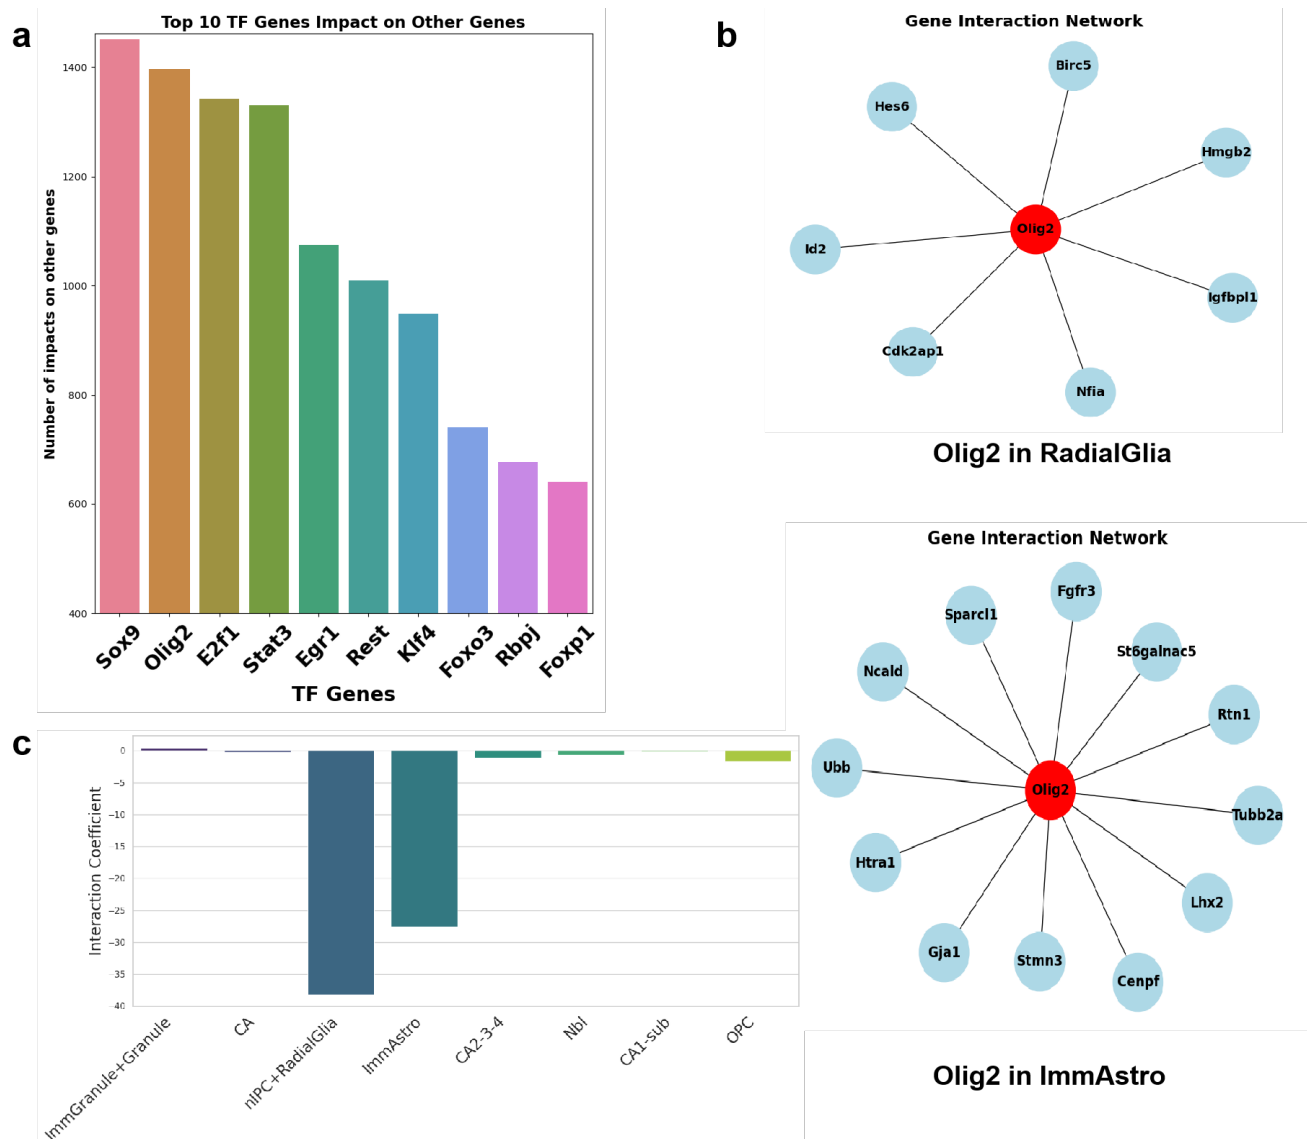 a
Top 10 TF Genes Impact on Other Genes
Number of impacts on other genes
1400
1200
1000
800
600
400
Sox9
Olig2
E2f1
Stat3
Egr1
Rest
Klf4
Foxo3
Rbpj
Foxp1
TF Genes
b
Gene Interaction Network
Birc5
Hes6
Hmgb2
Olig2
Id2
Igfbpl1
Cdk2ap1
Nfia
Olig2 in RadialGlia
Gene Interaction Network
Fgfr3
Sparcl1
St6galnac5
Ncald
Rtn1
Ubb
Olig2
Tubb2a
Htra1
Lhx2
Gja1
Stmn3
Cenpf
Olig2 in ImmAstro
c
Interaction Coefficient
0
−5
−10
−15
−20
−25
−30
−35
−40
ImmGranule+Granule
CA
nIPC+RadialGlia
ImmAstro
CA2-3-4
Nbl
CA1-sub
OPC